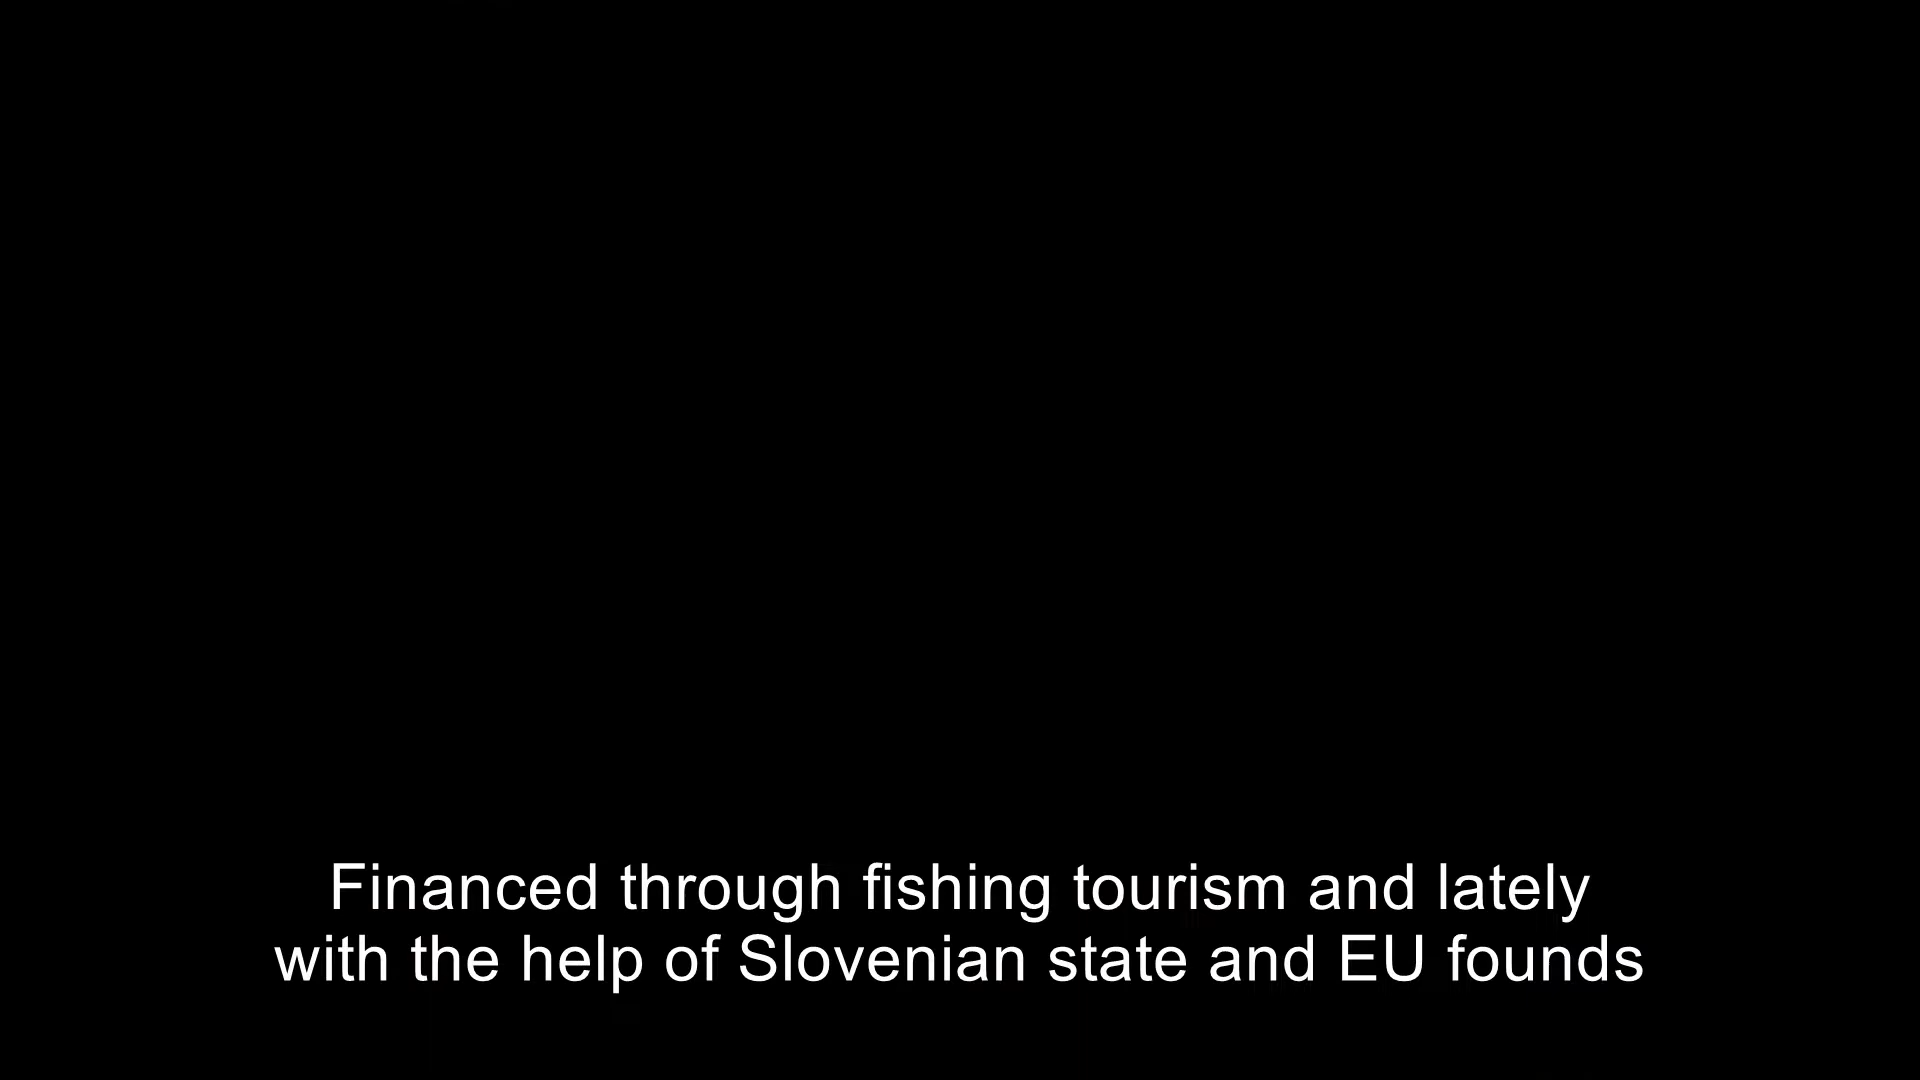 Financed through fishing tourism and lately
with the help of Slovenian state and EU founds